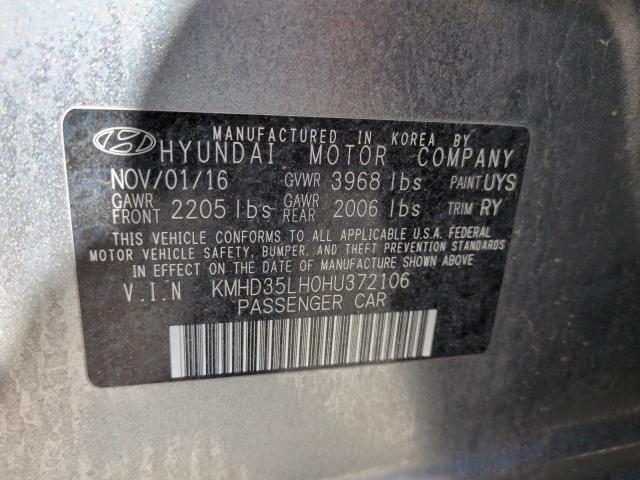 MANUFACTURED IN KOREA BY
HYUNDAI MOTOR COMPANY
NOV/01/16 GVWR 3968 lbs PAINT UYS
GAWR FRONT 2205 lbs GAWR REAR 2006 lbs TRIM RY
THIS VEHICLE CONFORMS TO ALL APPLICABLE U.S.A. FEDERAL
MOTOR VEHICLE SAFETY, BUMPER, AND THEFT PREVENTION STANDARDS
IN EFFECT ON THE DATE OF MANUFACTURE SHOWN ABOVE
V.I.N KMHD35LH0HU372106
PASSENGER CAR